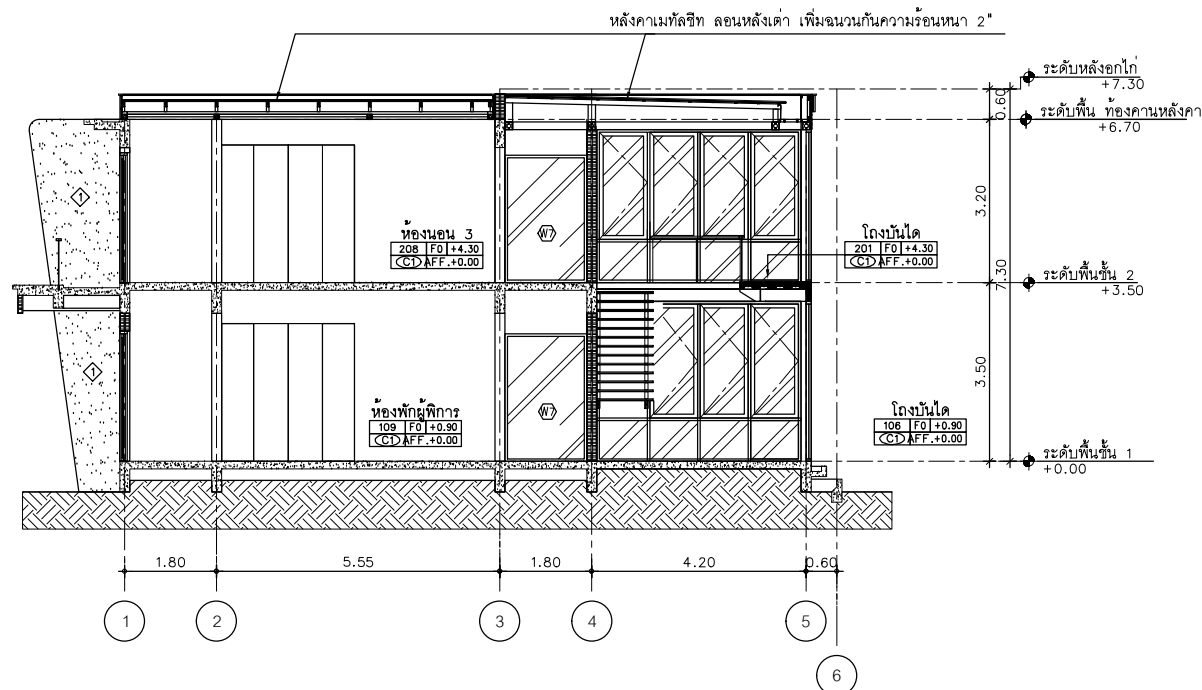 หลังคาเมทัลชีท ลอนหลังเต่า เพิ่มฉนวนกันความร้อนหนา 2"
ระดับหลังอกไก่
+7.30
0.60
ระดับพื้น ท้องคานหลังคา
+6.70
1
3.20
ห้องนอน 3
208 F0 +4.30
C1 AFF.+0.00
W7
โถงบันได
201 F0 +4.30
C1 AFF.+0.00
7.30
ระดับพื้นชั้น 2
+3.50
1
3.50
ห้องพักผู้พิการ
109 F0 +0.90
C1 AFF.+0.00
W7
โถงบันได
106 F0 +0.90
C1 AFF.+0.00
ระดับพื้นชั้น 1
+0.00
1.80 5.55 1.80 4.20 0.60
1 2 3 4 5
6